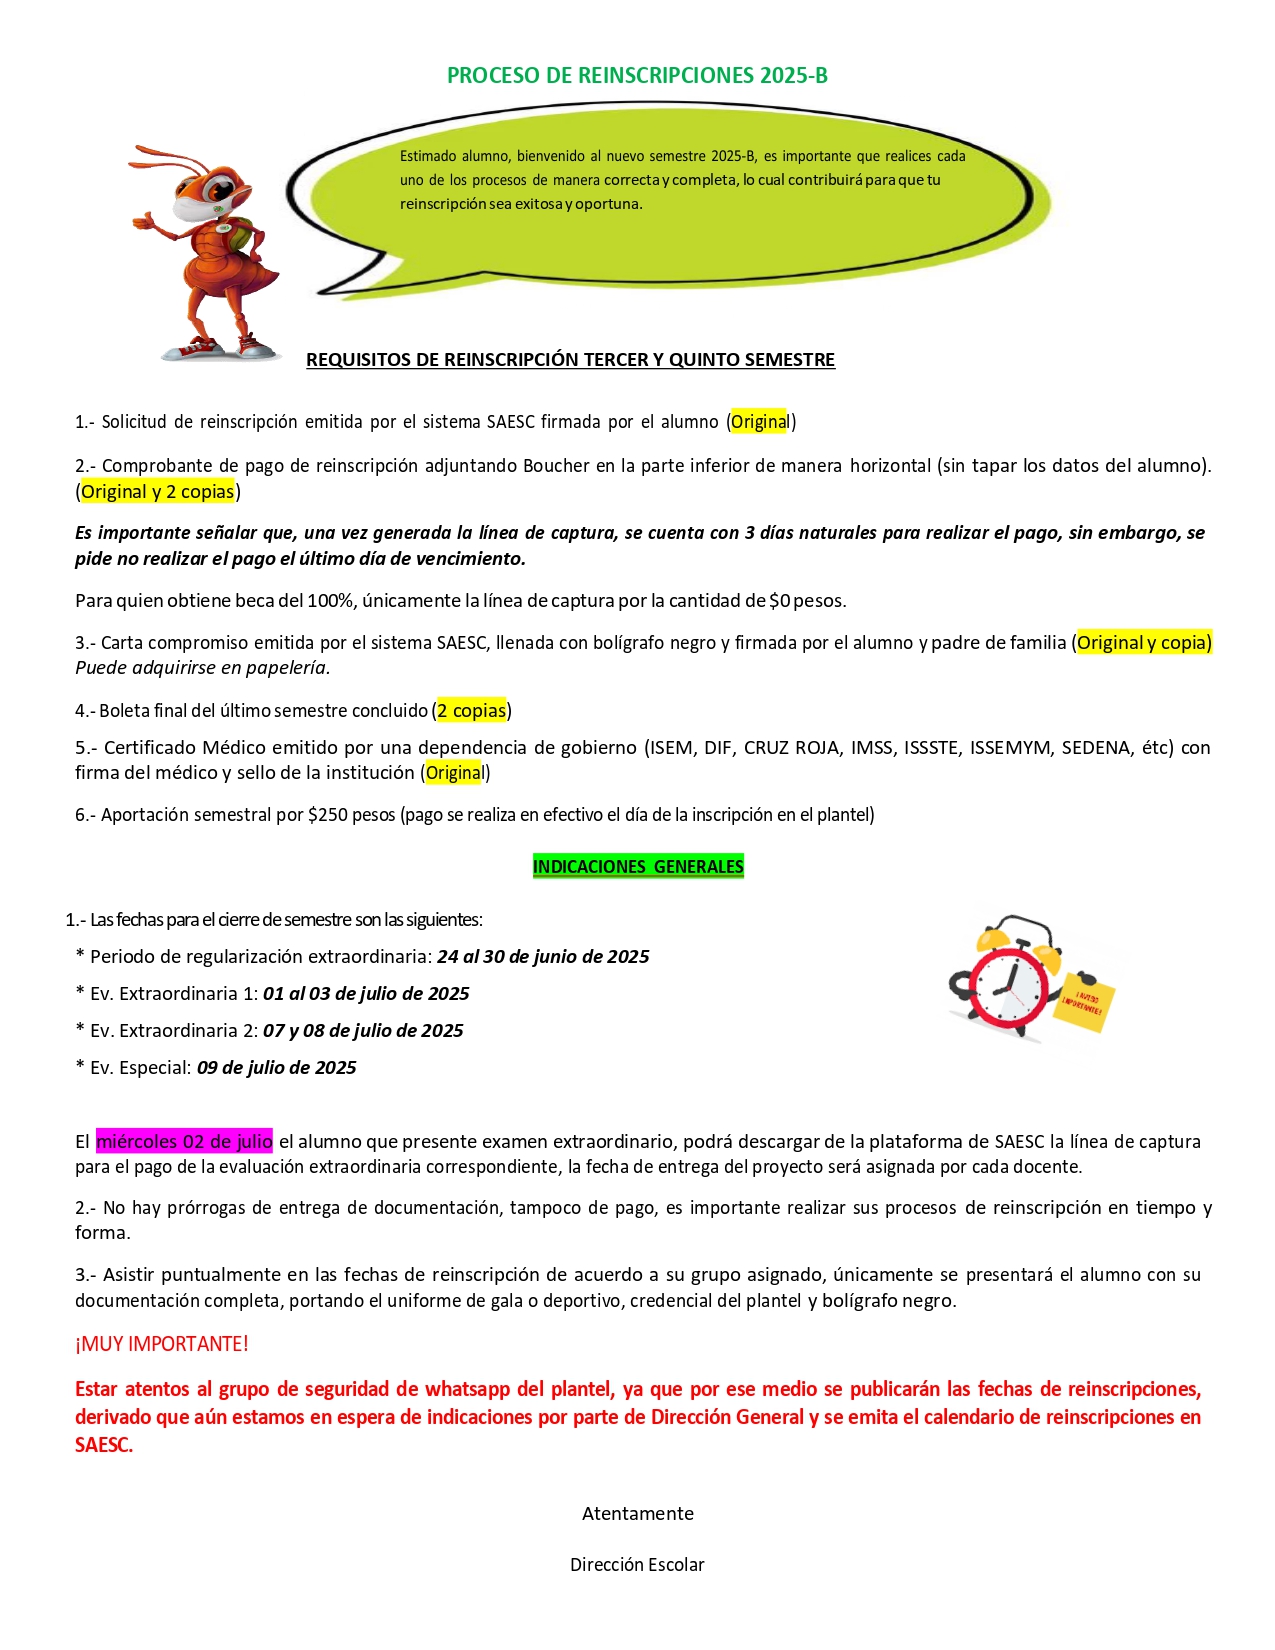 PROCESO DE REINSCRIPCIONES 2025-B
Estimado alumno, bienvenido al nuevo semestre 2025-B, es importante que realices cada
uno de los procesos de manera correcta y completa, lo cual contribuirá para que tu
reinscripción sea exitosa y oportuna.
REQUISITOS DE REINSCRIPCIÓN TERCER Y QUINTO SEMESTRE
1.- Solicitud de reinscripción emitida por el sistema SAESC firmada por el alumno (Original)
2.- Comprobante de pago de reinscripción adjuntando Boucher en la parte inferior de manera horizontal (sin tapar los datos del alumno).
(Original y 2 copias)
Es importante señalar que, una vez generada la línea de captura, se cuenta con 3 días naturales para realizar el pago, sin embargo, se
pide no realizar el pago el último día de vencimiento.
Para quien obtiene beca del 100%, únicamente la línea de captura por la cantidad de $0 pesos.
3.- Carta compromiso emitida por el sistema SAESC, llenada con bolígrafo negro y firmada por el alumno y padre de familia (Original y copia)
Puede adquirirse en papelería.
4.- Boleta final del último semestre concluido (2 copias)
5.- Certificado Médico emitido por una dependencia de gobierno (ISEM, DIF, CRUZ ROJA, IMSS, ISSSTE, ISSEMYM, SEDENA, étc) con
firma del médico y sello de la institución (Original)
6.- Aportación semestral por $250 pesos (pago se realiza en efectivo el día de la inscripción en el plantel)
INDICACIONES GENERALES
1.- Las fechas para el cierre de semestre son las siguientes:
* Periodo de regularización extraordinaria: 24 al 30 de junio de 2025
* Ev. Extraordinaria 1: 01 al 03 de julio de 2025
* Ev. Extraordinaria 2: 07 y 08 de julio de 2025
* Ev. Especial: 09 de julio de 2025
¡AVISO
IMPORTANTE!
El miércoles 02 de julio el alumno que presente examen extraordinario, podrá descargar de la plataforma de SAESC la línea de captura
para el pago de la evaluación extraordinaria correspondiente, la fecha de entrega del proyecto será asignada por cada docente.
2.- No hay prórrogas de entrega de documentación, tampoco de pago, es importante realizar sus procesos de reinscripción en tiempo y
forma.
3.- Asistir puntualmente en las fechas de reinscripción de acuerdo a su grupo asignado, únicamente se presentará el alumno con su
documentación completa, portando el uniforme de gala o deportivo, credencial del plantel y bolígrafo negro.
¡MUY IMPORTANTE!
Estar atentos al grupo de seguridad de whatsapp del plantel, ya que por ese medio se publicarán las fechas de reinscripciones,
derivado que aún estamos en espera de indicaciones por parte de Dirección General y se emita el calendario de reinscripciones en
SAESC.
Atentamente
Dirección Escolar